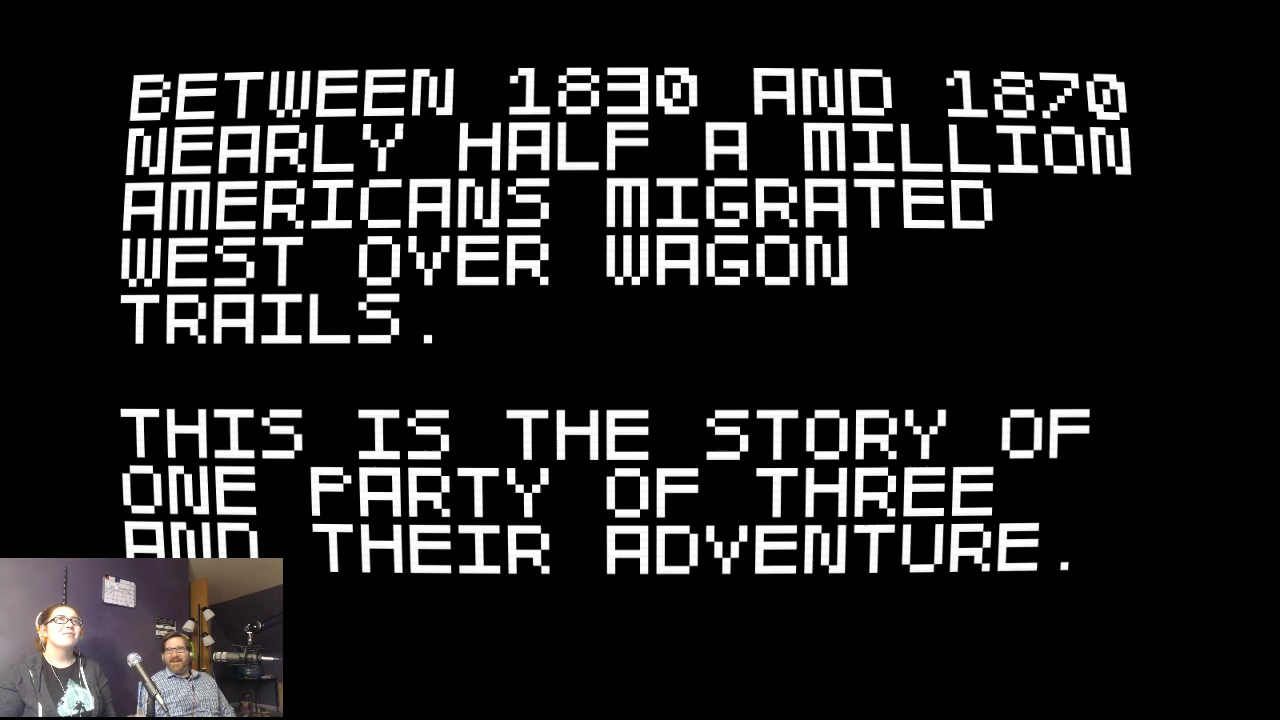 BETWEEN 1830 AND 1870
NEARLY HALF A MILLION
AMERICANS MIGRATED
WEST OVER WAGON
TRAILS.
THIS IS THE STORY OF
ONE PARTY OF THREE
AND THEIR ADVENTURE.